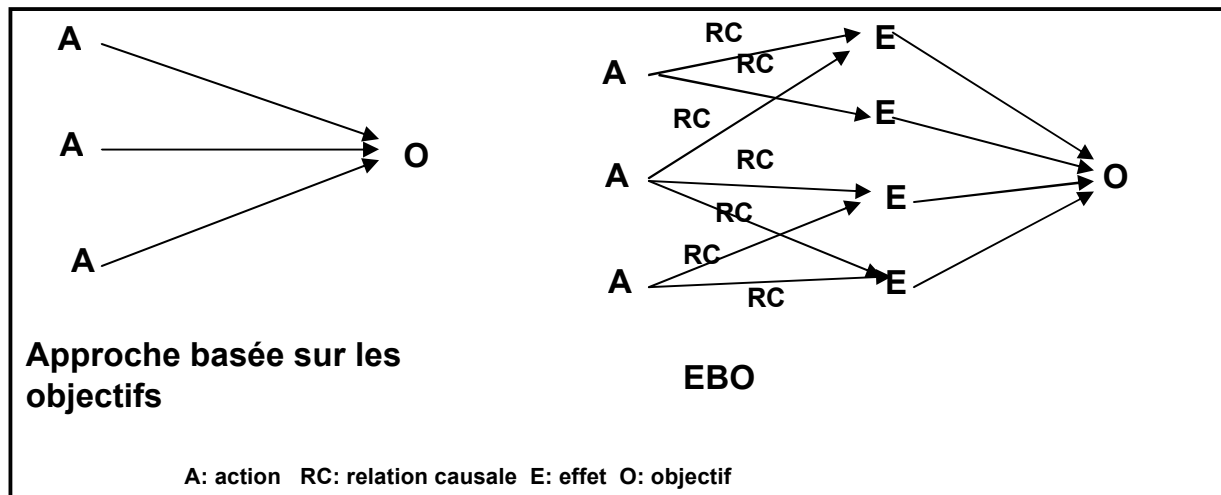 A
A
A
O
Approche basée sur les
objectifs
A
A
A
RC
RC
RC
RC
RC
RC
RC
E
E
E
E
O
EBO
A: action RC: relation causale E: effet O: objectif